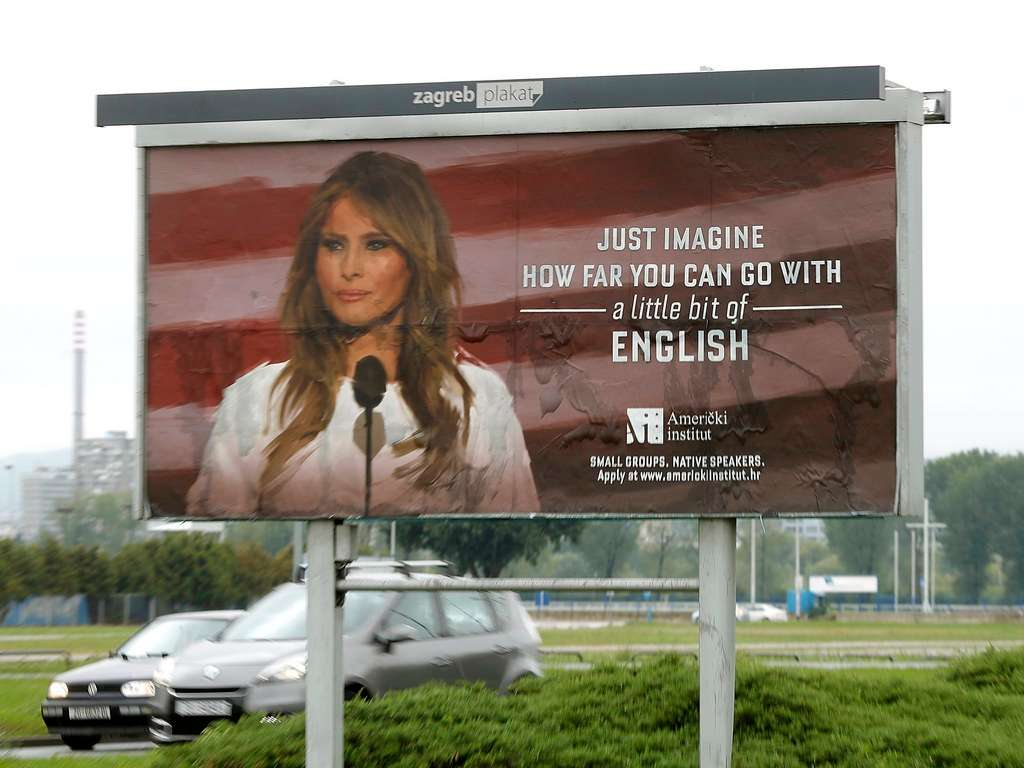 zagreb plakat
JUST IMAGINE
HOW FAR YOU CAN GO WITH
a little bit of
ENGLISH
Američki
institut
SMALL GROUPS. NATIVE SPEAKERS.
Apply at www.americkiinstitut.hr